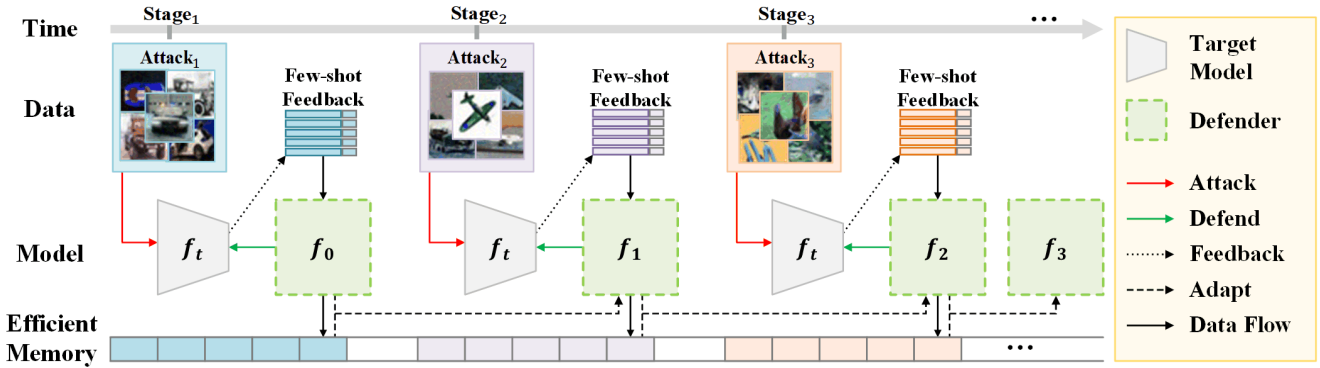 Time
Stage₁
Stage₂
Stage₃
...
Data
Attack₁
Few-shot
Feedback
Attack₂
Few-shot
Feedback
Attack₃
Few-shot
Feedback
Model
f_t
f_0
f_t
f_1
f_t
f_2
f_3
Efficient
Memory
...
Target
Model
Defender
Attack
Defend
Feedback
Adapt
Data Flow